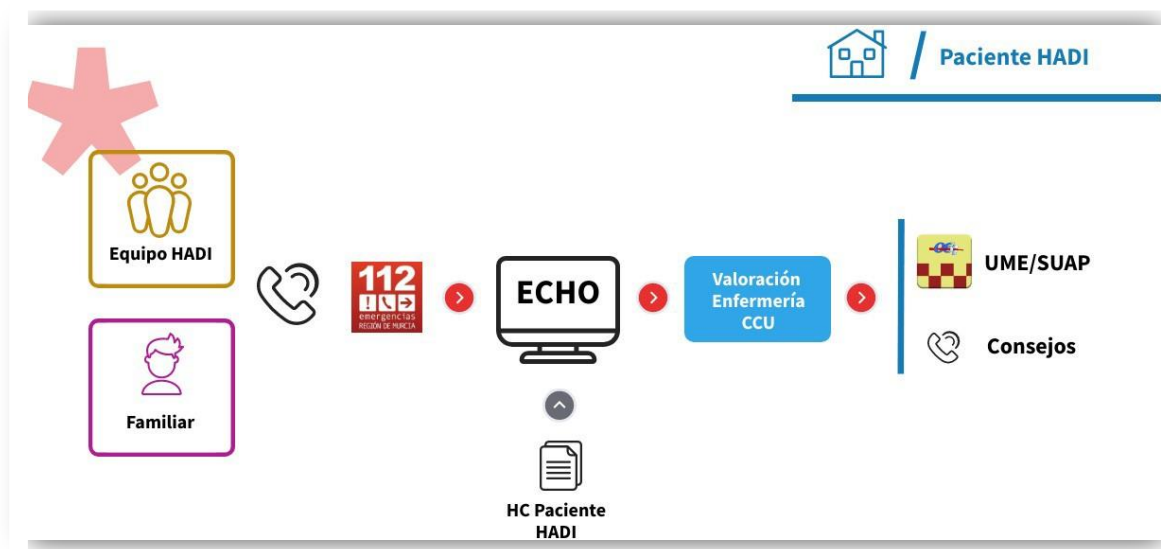 Paciente HADI
Equipo HADI
Familiar
112
emergencias
REGIÓN DE MURCIA
ECHO
HC Paciente
HADI
Valoración
Enfermería
CCU
UME/SUAP
Consejos